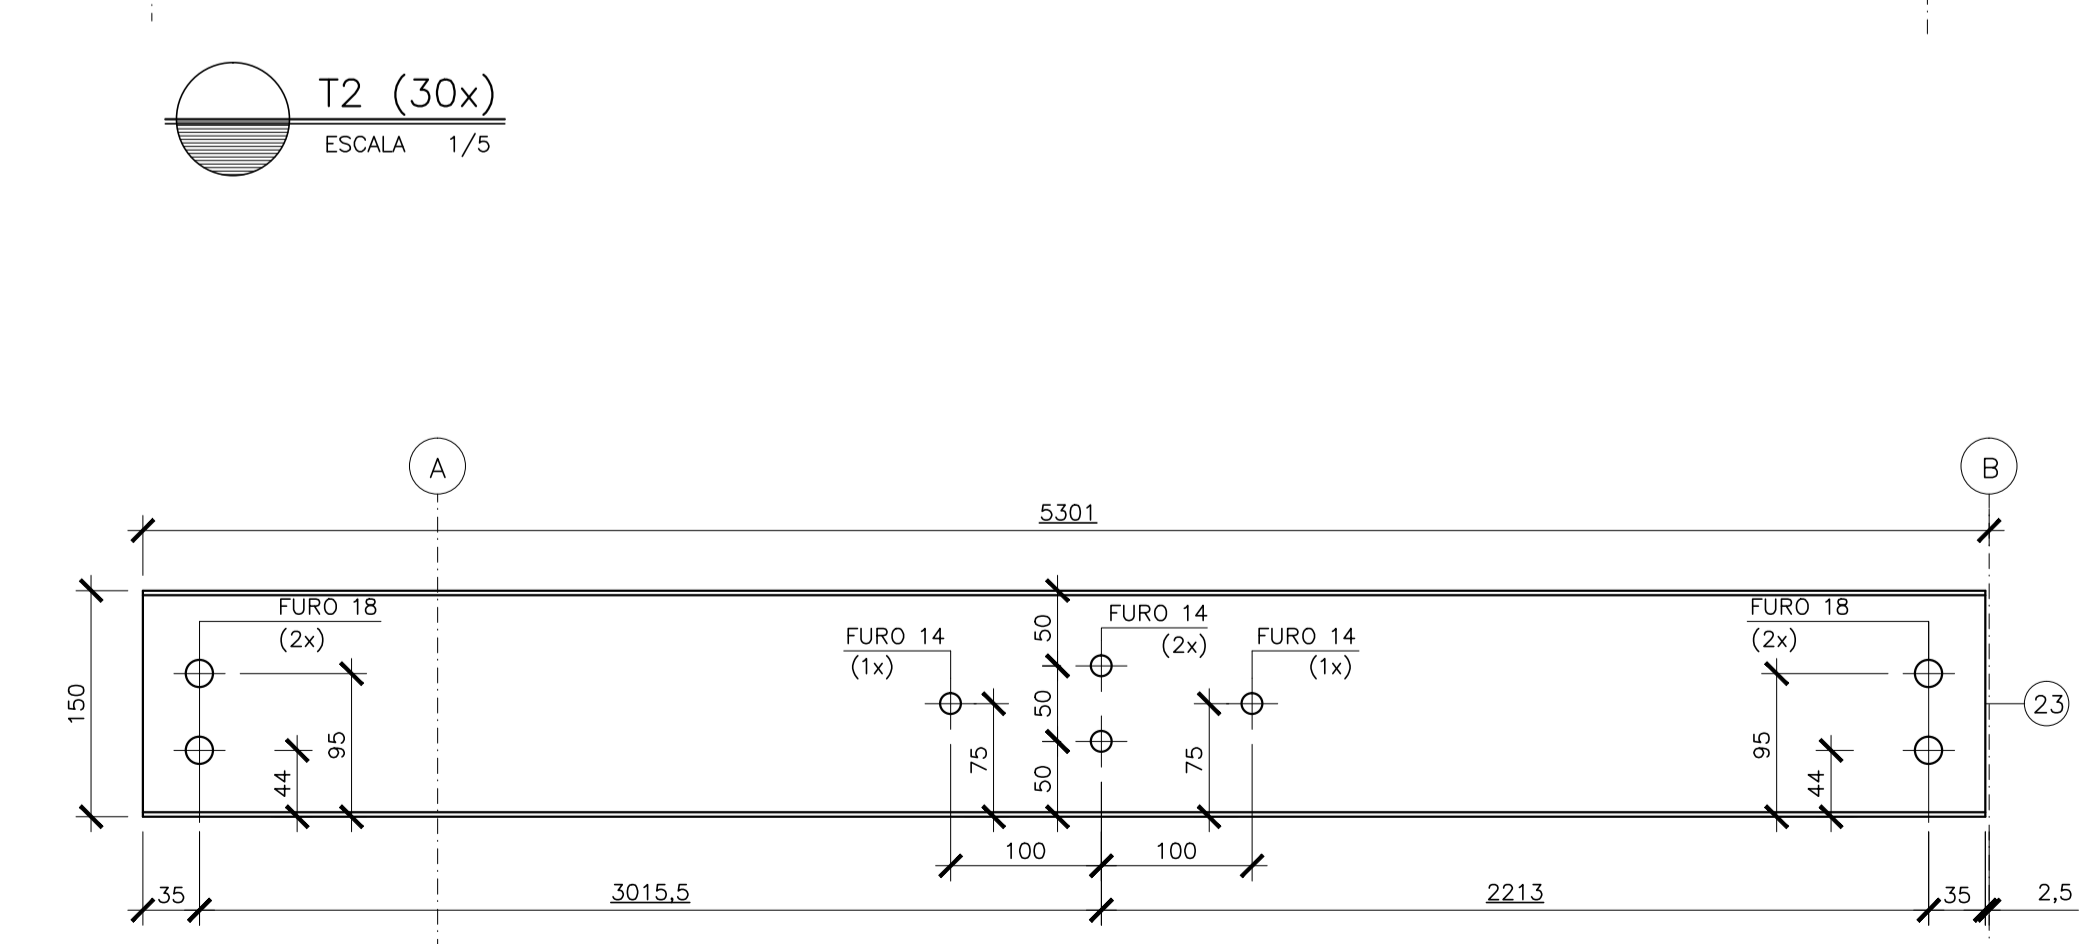 T2 (30x)
ESCALA 1/5
A
B
5301
FURO 18
(2x)
FURO 14
(1x)
FURO 14
(2x)
FURO 14
(1x)
FURO 18
(2x)
150
44
95
75
50
50
50
75
95
44
23
100
100
35
3015,5
2213
35
2,5